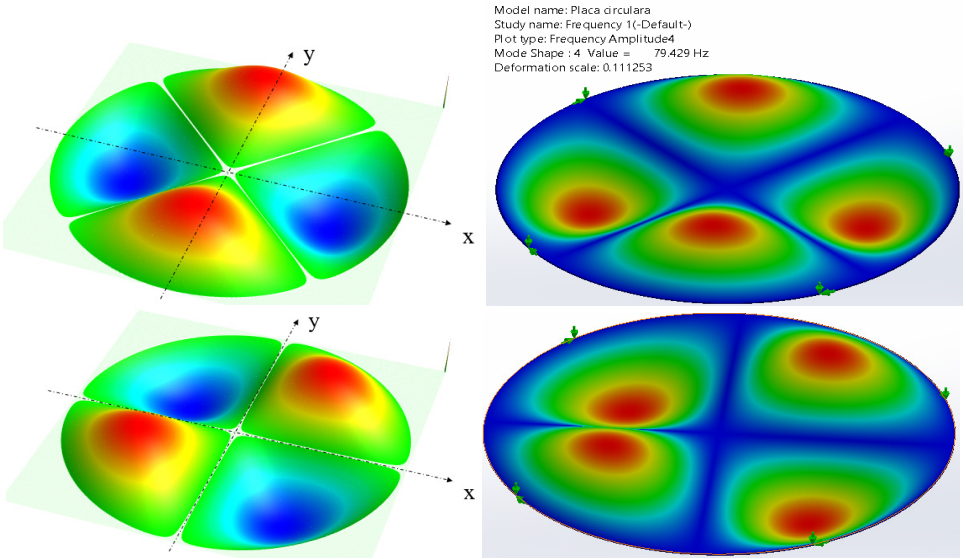 Model name: Placa circulara
Study name: Frequency 1(-Default-)
Plot type: Frequency Amplitude4
Mode Shape : 4 Value = 79.429 Hz
Deformation scale: 0.111253
y
x
y
x